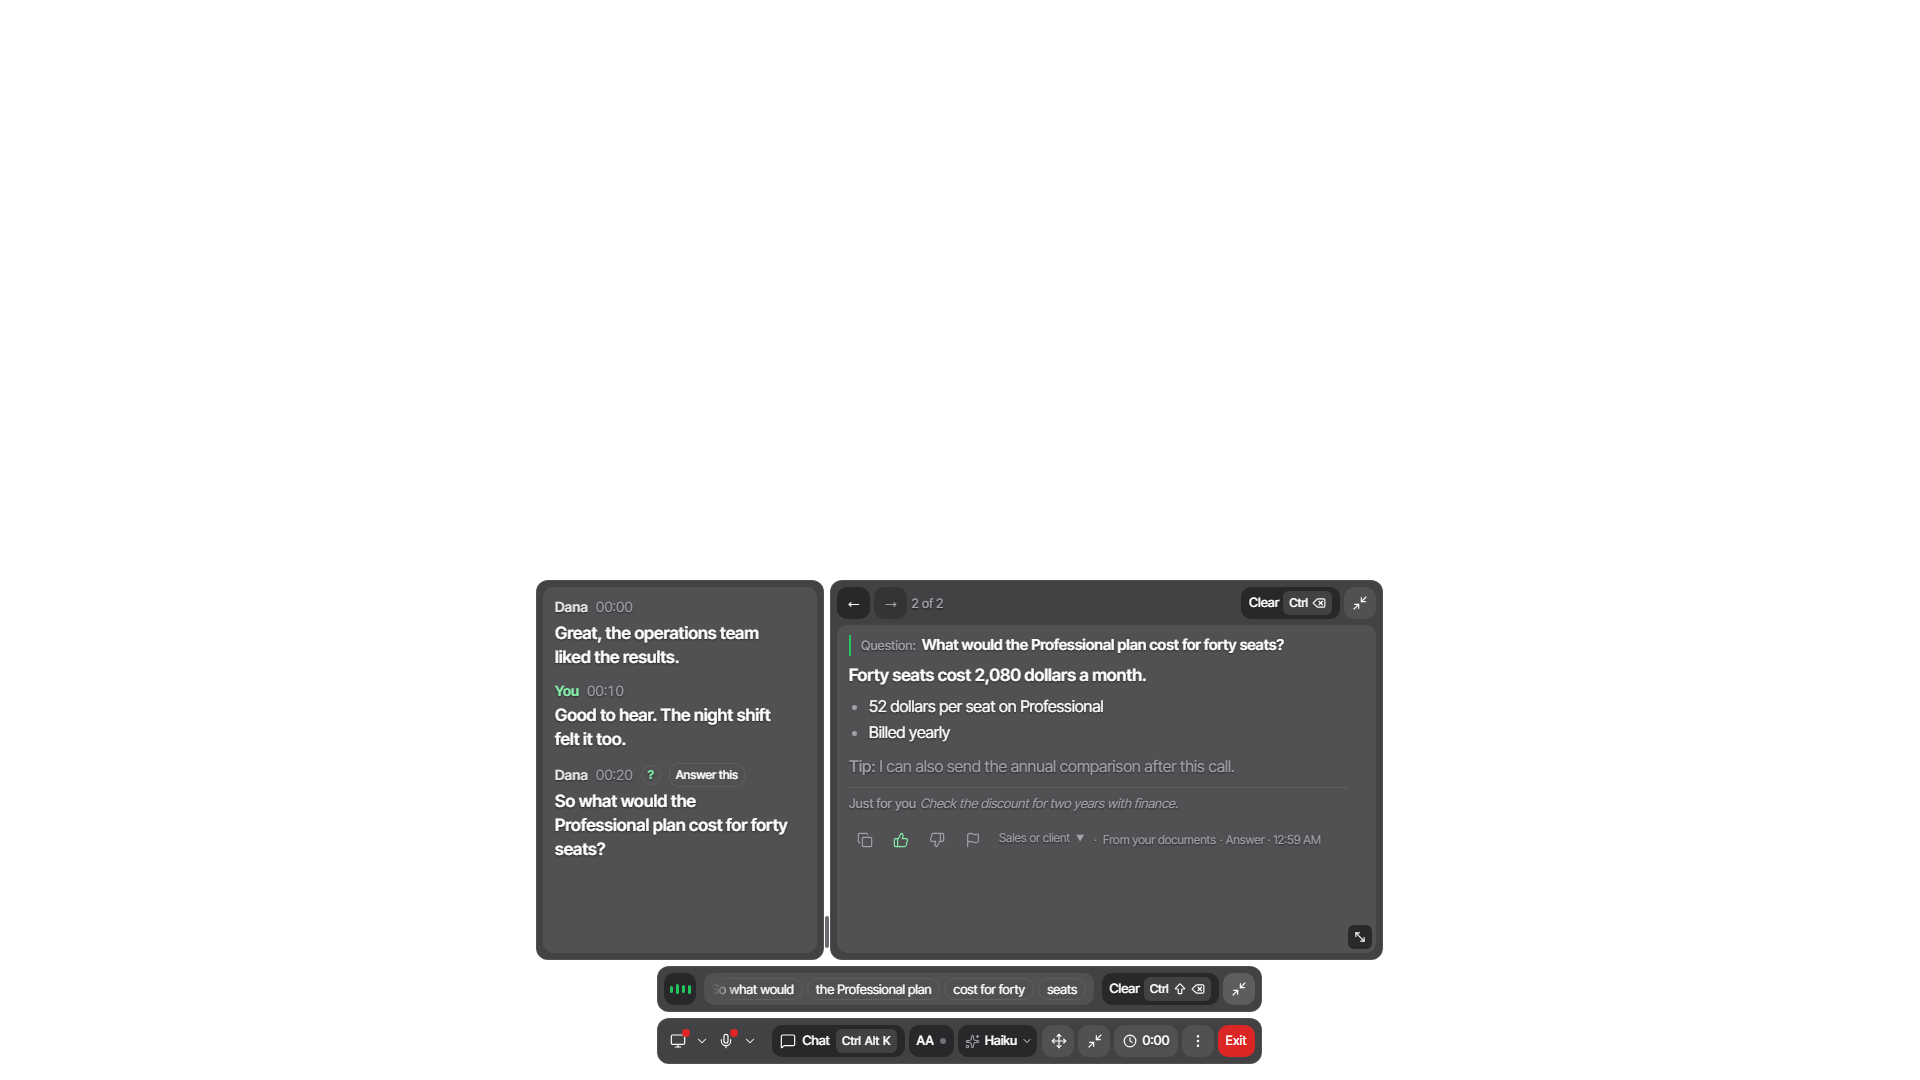 Dana 00:00
Great, the operations team
liked the results.
You 00:10
Good to hear. The night shift
felt it too.
Dana 00:20 ? Answer this
So what would the
Professional plan cost for forty
seats?
← → 2 of 2 Clear Ctrl
Question: What would the Professional plan cost for forty seats?
Forty seats cost 2,080 dollars a month.
• 52 dollars per seat on Professional
• Billed yearly
Tip: I can also send the annual comparison after this call.
Just for you Check the discount for two years with finance.
Sales or client ▼ · From your documents · Answer · 12:59 AM
So what would the Professional plan cost for forty seats Clear Ctrl
Chat Ctrl Alt K AA Haiku 0:00 Exit